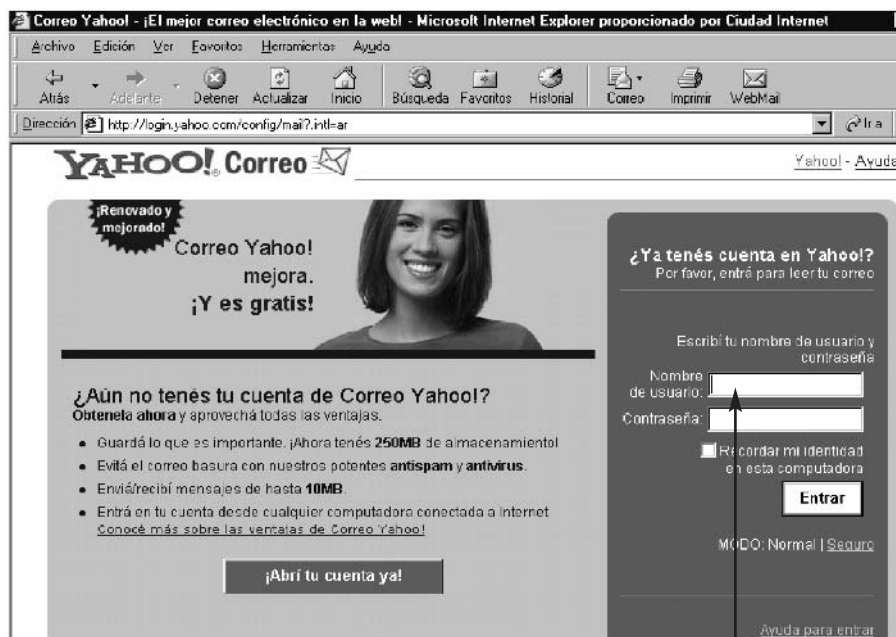 Correo Yahoo! - ¡El mejor correo electrónico en la web! - Microsoft Internet Explorer proporcionado por Ciudad Internet
Archivo Edición Ver Favoritos Herramientas Ayuda
Atrás Adelante Detener Actualizar Inicio Búsqueda Favoritos Historial Correo Imprimir WebMail
Dirección http://login.yahoo.com/config/mail?.intl=ar Ir a
YAHOO! Correo
Yahoo! - Ayuda
¡Renovado y
mejorado!
Correo Yahoo!
mejora.
¡Y es gratis!
¿Aún no tenés tu cuenta de Correo Yahoo!?
Obtenela ahora y aprovechá todas las ventajas.
• Guardá lo que es importante. ¡Ahora tenés 250MB de almacenamiento!
• Evitá el correo basura con nuestros potentes antispam y antivirus.
• Enviá/recibí mensajes de hasta 10MB.
• Entrá en tu cuenta desde cualquier computadora conectada a Internet
Conocé más sobre las ventajas de Correo Yahoo!
¡Abrí tu cuenta ya!
¿Ya tenés cuenta en Yahoo!?
Por favor, entrá para leer tu correo
Escribí tu nombre de usuario y
contraseña
Nombre
de usuario:
Contraseña:
Recordar mi identidad
en esta computadora
Entrar
MODO: Normal | Seguro
Ayuda para entrar